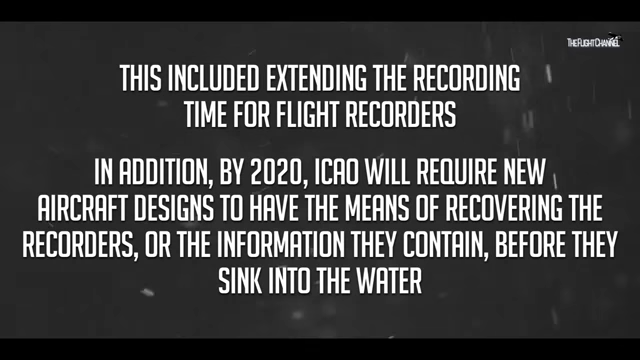 TheFlightChannel
THIS INCLUDED EXTENDING THE RECORDING
TIME FOR FLIGHT RECORDERS
IN ADDITION, BY 2020, ICAO WILL REQUIRE NEW
AIRCRAFT DESIGNS TO HAVE THE MEANS OF RECOVERING THE
RECORDERS, OR THE INFORMATION THEY CONTAIN, BEFORE THEY
SINK INTO THE WATER